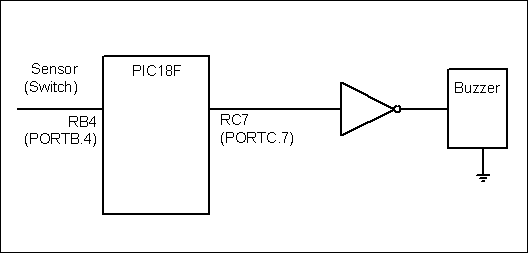 Sensor
(Switch)
PIC18F
Buzzer
RB4
(PORTB.4)
RC7
(PORTC.7)